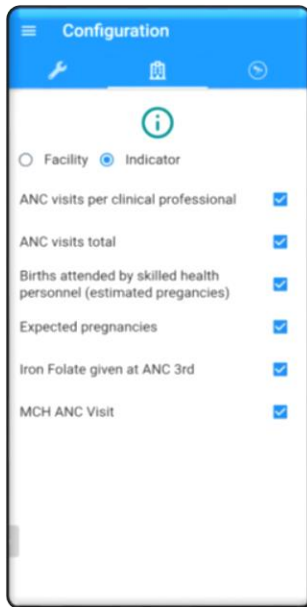 Configuration
Facility Indicator
ANC visits per clinical professional
ANC visits total
Births attended by skilled health
personnel (estimated pregancies)
Expected pregnancies
Iron Folate given at ANC 3rd
MCH ANC Visit